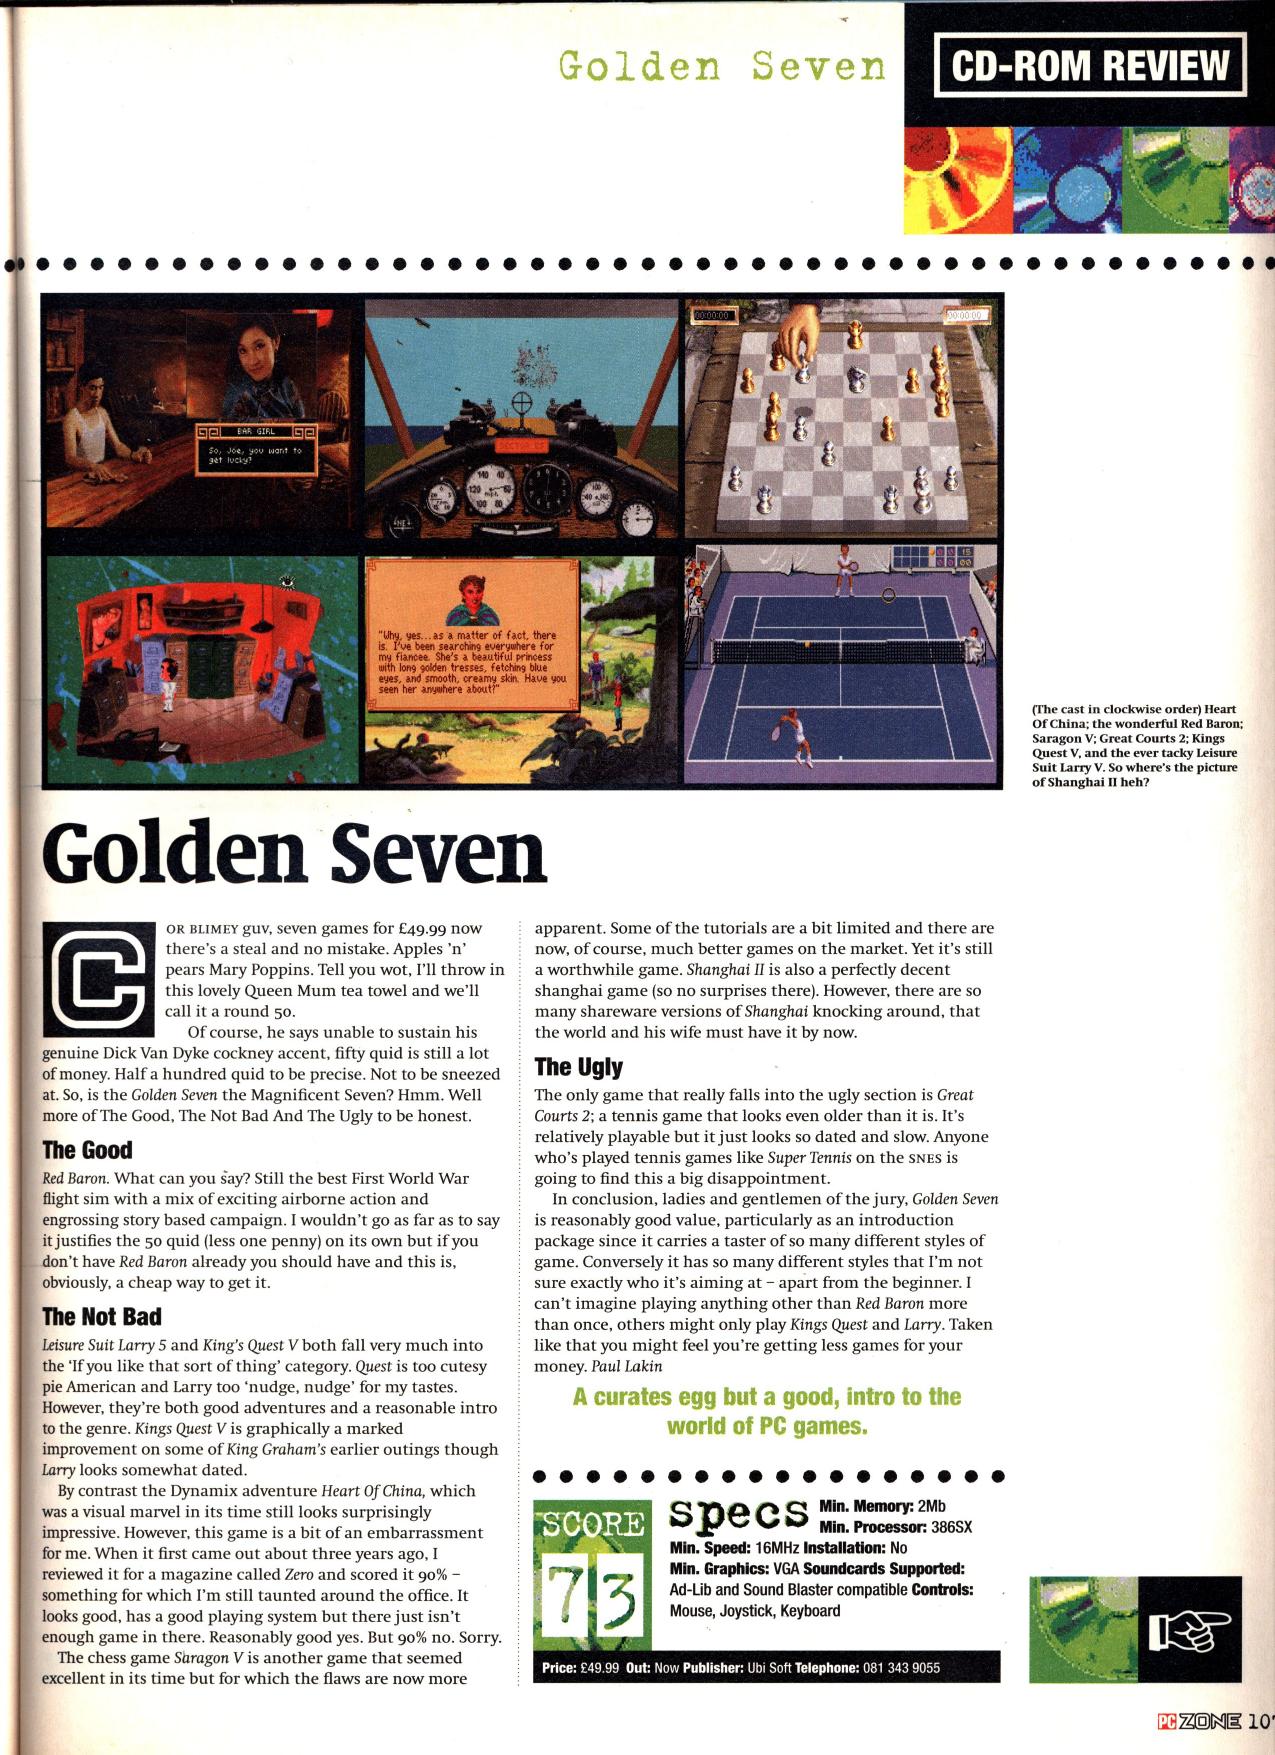 Golden Seven
CD-ROM REVIEW
BAR GIRL
So, Joe, you want to
get lucky?
00:00:00
00:00:00
"Why, yes...as a matter of fact, there
is. I've been searching everywhere for
my fiancee. She's a beautiful princess
with long golden tresses, fetching blue
eyes, and smooth, creamy skin. Have you
seen her anywhere about?"
(The cast in clockwise order) Heart
Of China; the wonderful Red Baron;
Saragon V; Great Courts 2; Kings
Quest V, and the ever tacky Leisure
Suit Larry V. So where's the picture
of Shanghai II heh?
Golden Seven
COR BLIMEY guv, seven games for £49.99 now
there's a steal and no mistake. Apples 'n'
pears Mary Poppins. Tell you wot, I'll throw in
this lovely Queen Mum tea towel and we'll
call it a round 50.
Of course, he says unable to sustain his
genuine Dick Van Dyke cockney accent, fifty quid is still a lot
of money. Half a hundred quid to be precise. Not to be sneezed
at. So, is the Golden Seven the Magnificent Seven? Hmm. Well
more of The Good, The Not Bad And The Ugly to be honest.
The Good
Red Baron. What can you say? Still the best First World War
flight sim with a mix of exciting airborne action and
engrossing story based campaign. I wouldn't go as far as to say
it justifies the 50 quid (less one penny) on its own but if you
don't have Red Baron already you should have and this is,
obviously, a cheap way to get it.
The Not Bad
Leisure Suit Larry 5 and King's Quest V both fall very much into
the 'If you like that sort of thing' category. Quest is too cutesy
pie American and Larry too 'nudge, nudge' for my tastes.
However, they're both good adventures and a reasonable intro
to the genre. Kings Quest V is graphically a marked
improvement on some of King Graham's earlier outings though
Larry looks somewhat dated.
By contrast the Dynamix adventure Heart Of China, which
was a visual marvel in its time still looks surprisingly
impressive. However, this game is a bit of an embarrassment
for me. When it first came out about three years ago, I
reviewed it for a magazine called Zero and scored it 90% –
something for which I'm still taunted around the office. It
looks good, has a good playing system but there just isn't
enough game in there. Reasonably good yes. But 90% no. Sorry.
The chess game Saragon V is another game that seemed
excellent in its time but for which the flaws are now more
apparent. Some of the tutorials are a bit limited and there are
now, of course, much better games on the market. Yet it's still
a worthwhile game. Shanghai II is also a perfectly decent
shanghai game (so no surprises there). However, there are so
many shareware versions of Shanghai knocking around, that
the world and his wife must have it by now.
The Ugly
The only game that really falls into the ugly section is Great
Courts 2; a tennis game that looks even older than it is. It's
relatively playable but it just looks so dated and slow. Anyone
who's played tennis games like Super Tennis on the SNES is
going to find this a big disappointment.
In conclusion, ladies and gentlemen of the jury, Golden Seven
is reasonably good value, particularly as an introduction
package since it carries a taster of so many different styles of
game. Conversely it has so many different styles that I'm not
sure exactly who it's aiming at – apart from the beginner. I
can't imagine playing anything other than Red Baron more
than once, others might only play Kings Quest and Larry. Taken
like that you might feel you're getting less games for your
money. Paul Lakin
A curates egg but a good, intro to the
world of PC games.
SCORE
73
specs
Min. Memory: 2Mb
Min. Processor: 386SX
Min. Speed: 16MHz Installation: No
Min. Graphics: VGA Soundcards Supported:
Ad-Lib and Sound Blaster compatible Controls:
Mouse, Joystick, Keyboard
Price: £49.99 Out: Now Publisher: Ubi Soft Telephone: 081 343 9055
PC ZONE 10